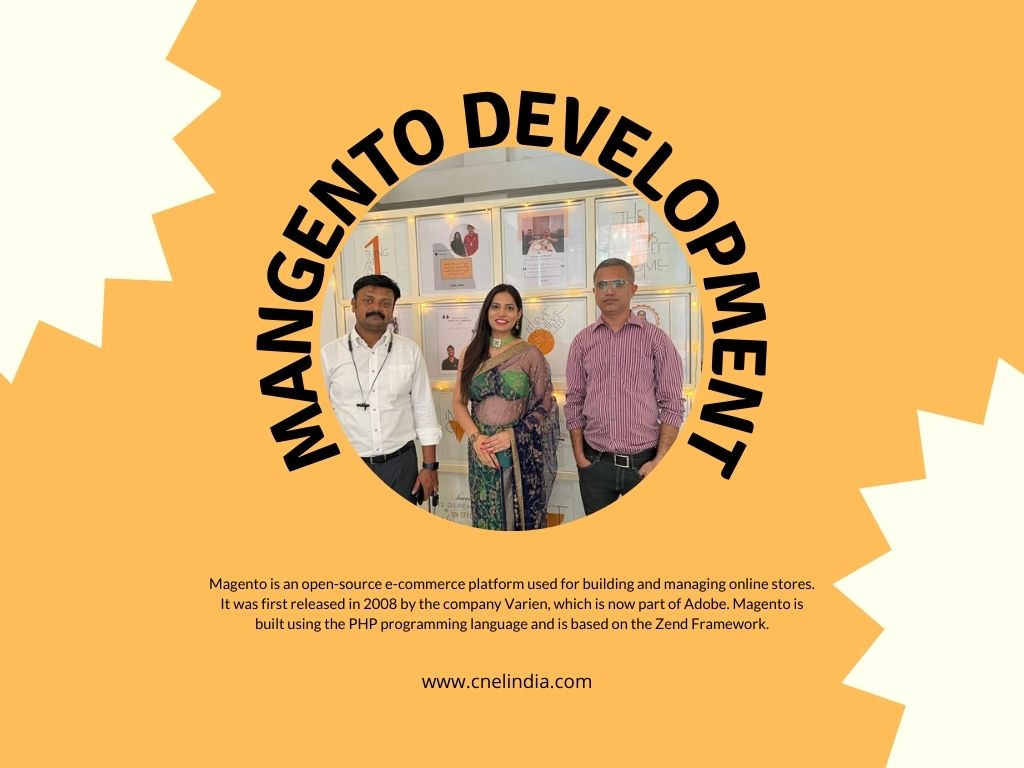 MANGENTO DEVELOPMENT
1
THING
Magento is an open-source e-commerce platform used for building and managing online stores.
It was first released in 2008 by the company Varien, which is now part of Adobe. Magento is
built using the PHP programming language and is based on the Zend Framework.
www.cnelindia.com